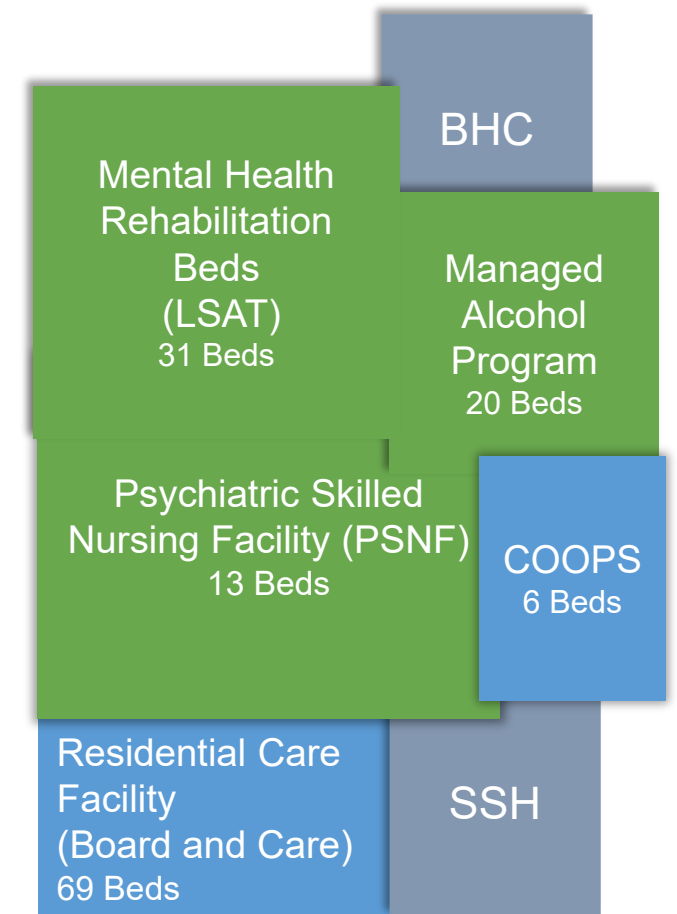 BHC
Mental Health
Rehabilitation
Beds
(LSAT)
31 Beds
Managed
Alcohol
Program
20 Beds
Psychiatric Skilled
Nursing Facility (PSNF)
13 Beds
COOPS
6 Beds
Residential Care
Facility
(Board and Care)
69 Beds
SSH